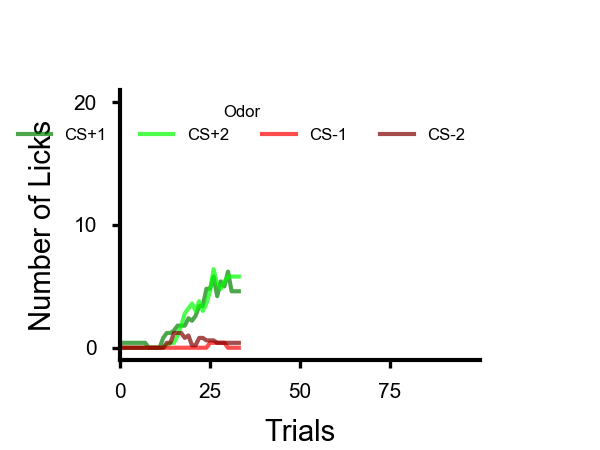 20
Odor
CS+1 CS+2 CS-1 CS-2
Number of Licks
10
0
0 25 50 75
Trials